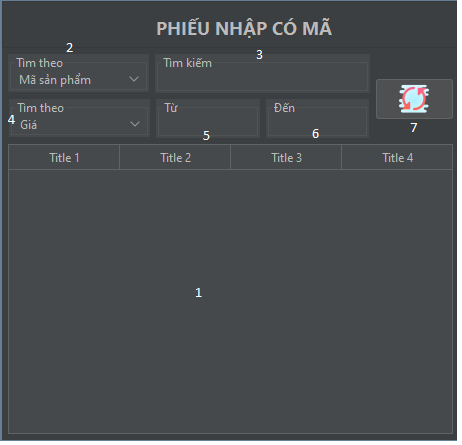 PHIẾU NHẬP CÓ MÃ
2
Tìm theo
Mã sản phẩm
3
Tìm kiếm
4
Tìm theo
Giá
Từ
5
Đến
6
7
Title 1
Title 2
Title 3
Title 4
1